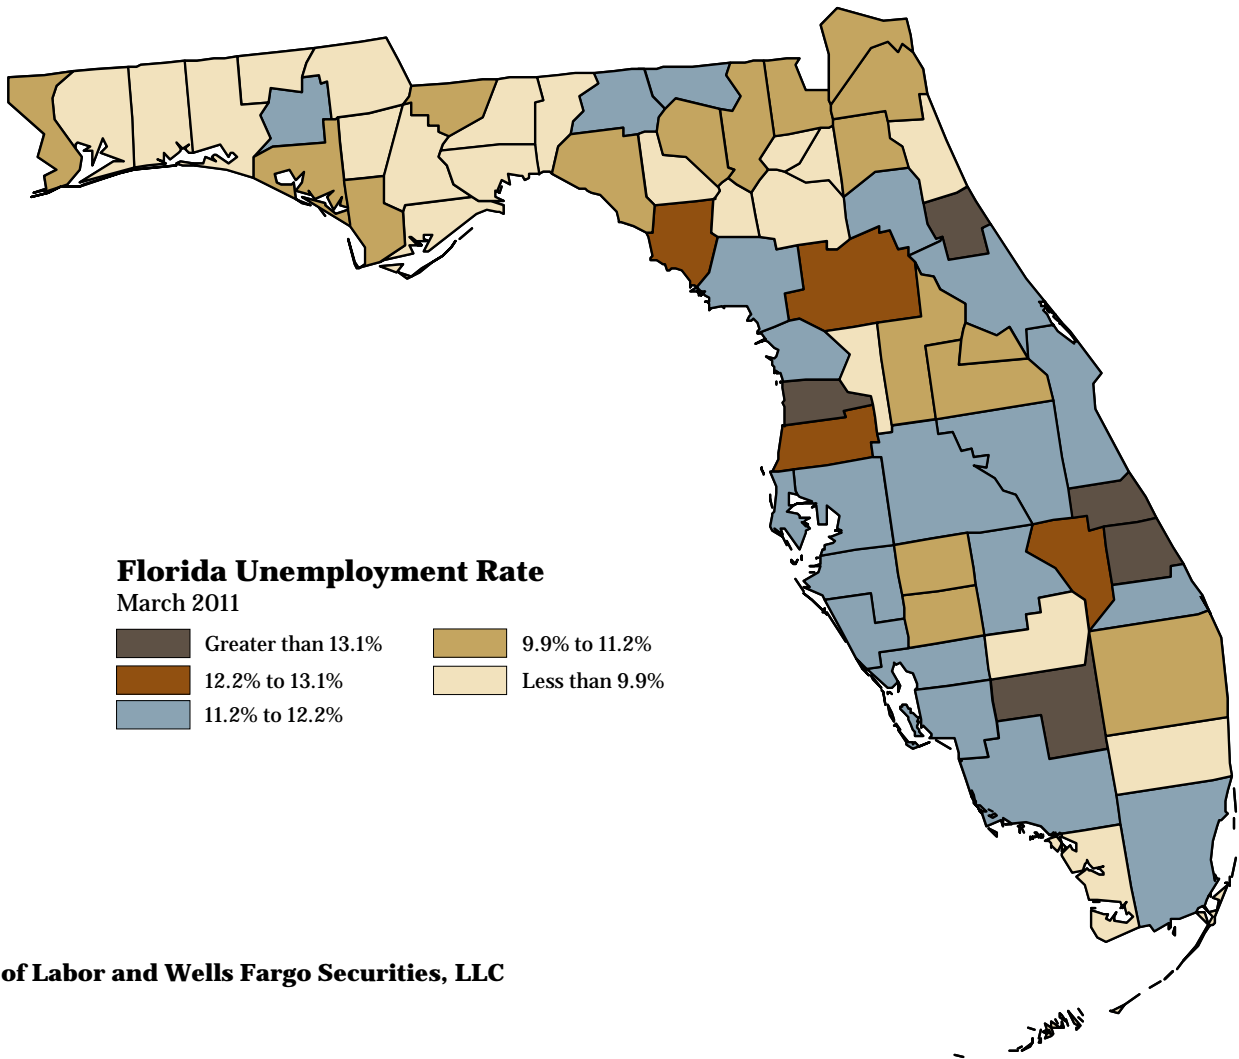 Florida Unemployment Rate
March 2011
Greater than 13.1%
12.2% to 13.1%
11.2% to 12.2%
9.9% to 11.2%
Less than 9.9%
of Labor and Wells Fargo Securities, LLC